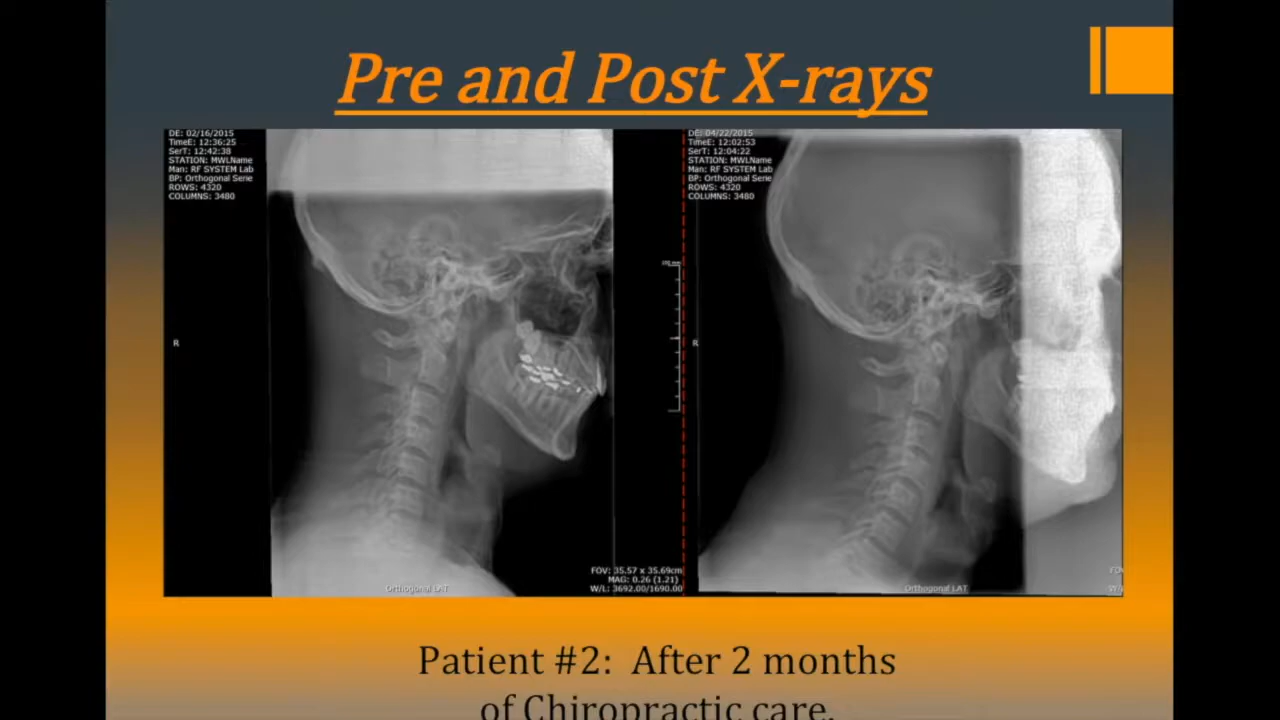 Pre and Post X-rays
DE: 02/16/2015
TimeE: 12:36:25
SerT: 12:42:38
STATION: MWLName
Man: RF SYSTEM Lab
BP: Orthogonal Serie
ROWS: 4320
COLUMNS: 3480
R
FOV: 35.57 x 35.69cm
MAG: 0.26 (1.21)
W/L: 3692.00/1690.00
Orthogonal LAT
DE: 04/22/2015
TimeE: 12:02:53
SerT: 12:04:22
STATION: MWLName
Man: RF SYSTEM Lab
BP: Orthogonal Serie
ROWS: 4320
COLUMNS: 3480
R
Orthogonal LAT
Patient #2: After 2 months
of Chiropractic care.